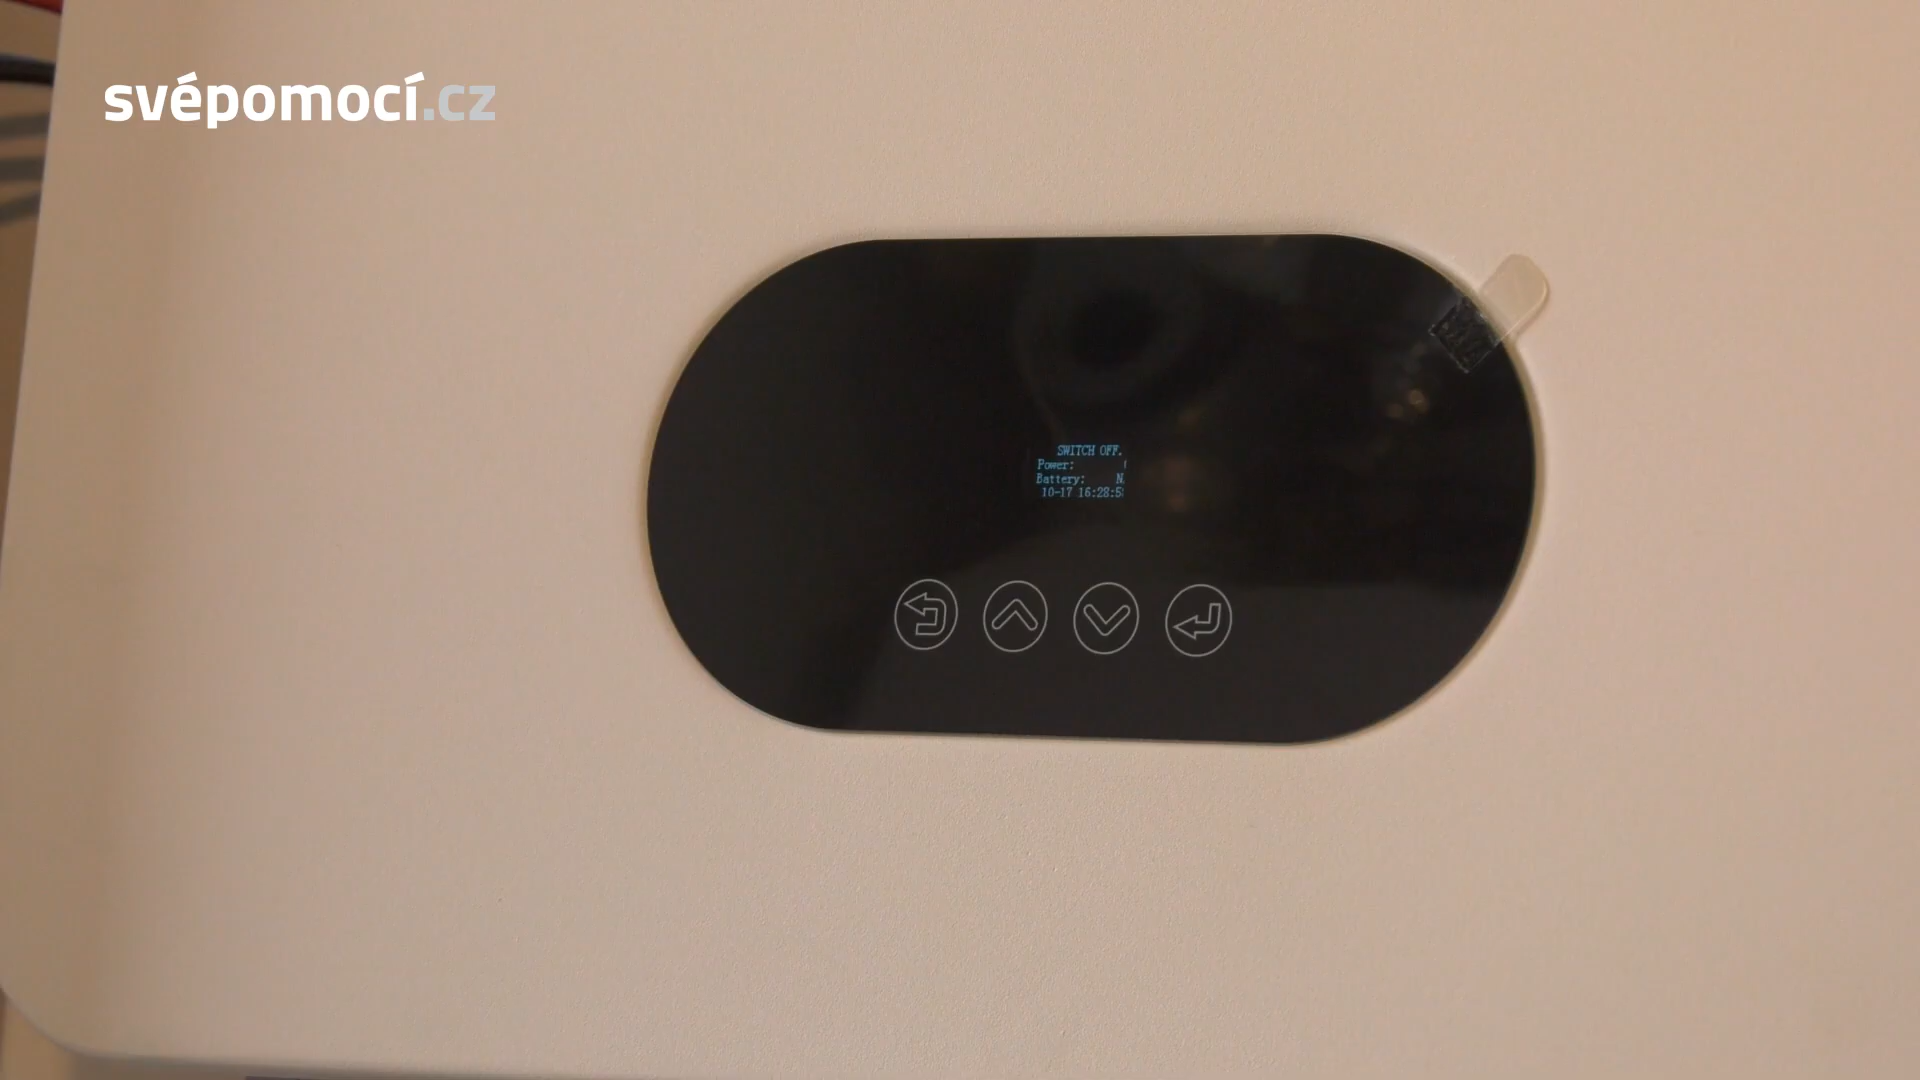 svépomocí.cz
SWITCH OFF.
Power:
Battery: N
10-17 16:28:5